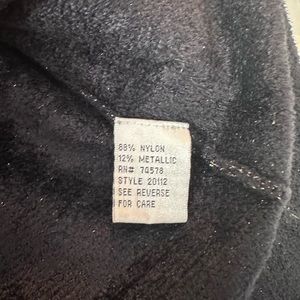 88% NYLON
12% METALLIC
RN# 74578
STYLE 20112
SEE REVERSE
FOR CARE